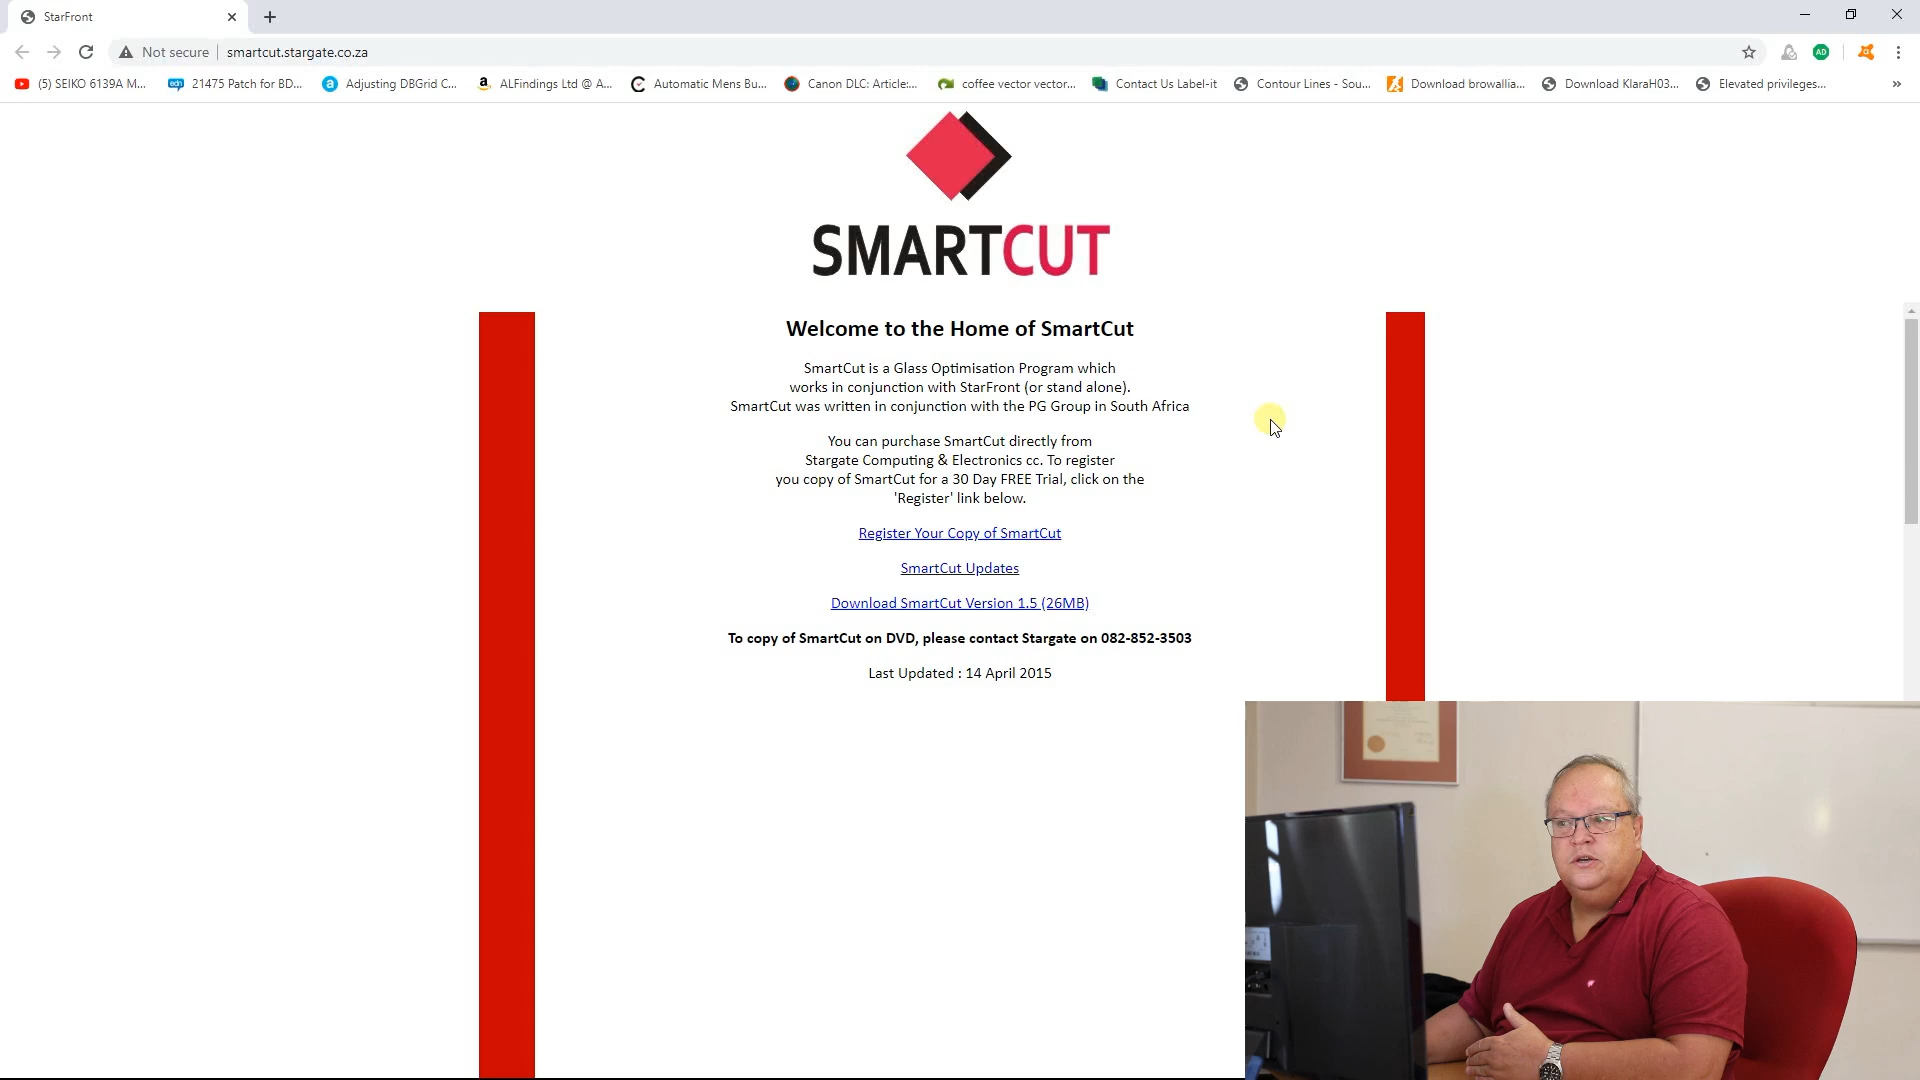 StarFront
Not secure
smartcut.stargate.co.za
(5) SEIKO 6139A M...
21475 Patch for BD...
Adjusting DBGrid C...
ALFindings Ltd @ A...
Automatic Mens Bu...
Canon DLC: Article:...
coffee vector vector...
Contact Us Label-it
Contour Lines - Sou...
Download browallia...
Download KlaraH03...
Elevated privileges...
SMARTCUT
Welcome to the Home of SmartCut
SmartCut is a Glass Optimisation Program which
works in conjunction with StarFront (or stand alone).
SmartCut was written in conjunction with the PG Group in South Africa
You can purchase SmartCut directly from
Stargate Computing & Electronics cc. To register
you copy of SmartCut for a 30 Day FREE Trial, click on the
'Register' link below.
Register Your Copy of SmartCut
SmartCut Updates
Download SmartCut Version 1.5 (26MB)
To copy of SmartCut on DVD, please contact Stargate on 082-852-3503
Last Updated : 14 April 2015